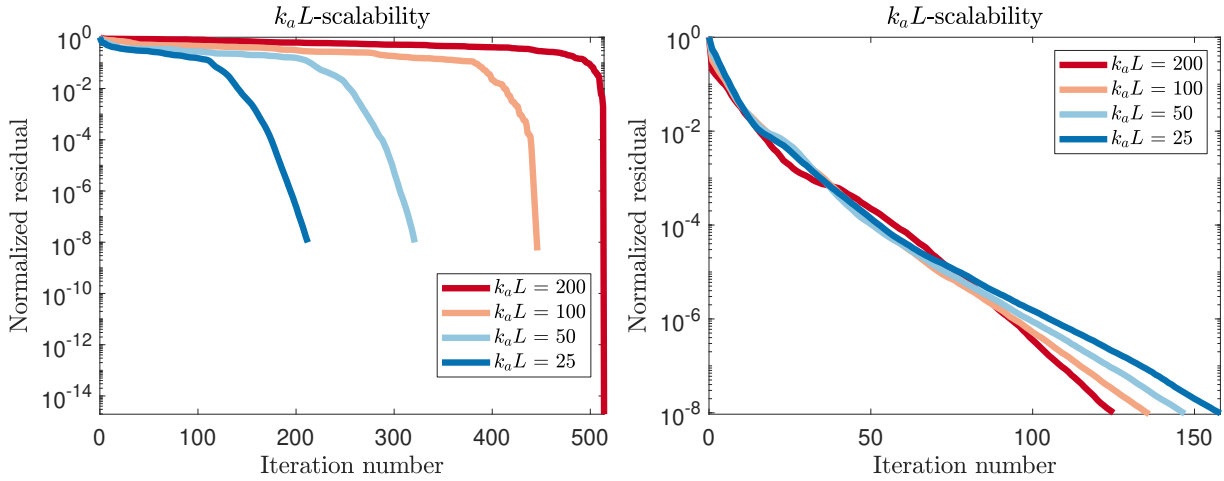 k_aL-scalability
Normalized residual
10^0
10^-2
10^-4
10^-6
10^-8
10^-10
10^-12
10^-14
k_aL = 200
k_aL = 100
k_aL = 50
k_aL = 25
0 100 200 300 400 500
Iteration number
k_aL-scalability
Normalized residual
10^0
10^-2
10^-4
10^-6
10^-8
k_aL = 200
k_aL = 100
k_aL = 50
k_aL = 25
0 50 100 150
Iteration number